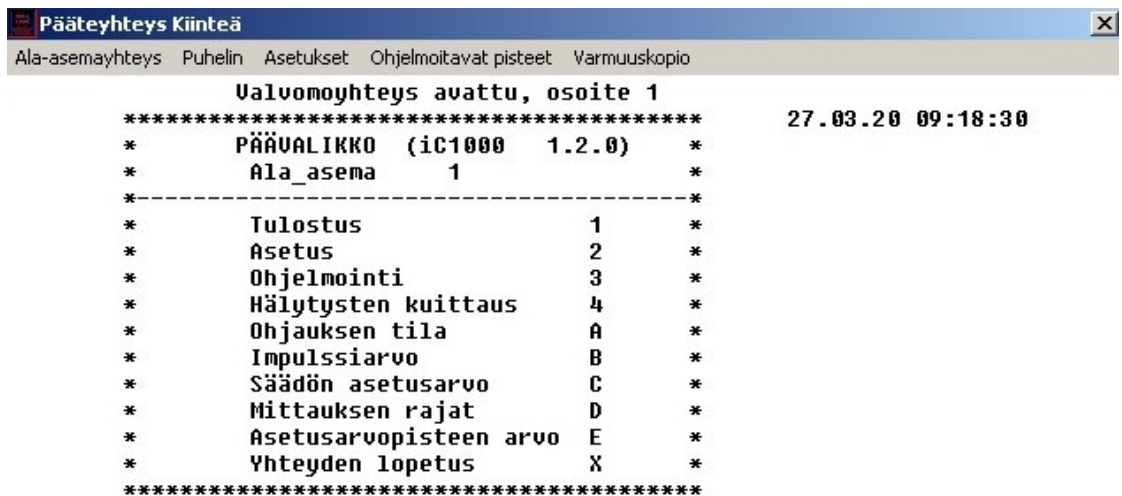 Pääteyhteys Kiinteä
Ala-asemayhteys Puhelin Asetukset Ohjelmoitavat pisteet Varmuuskopio
Valvomoyhteys avattu, osoite 1
*****************************************
27.03.20 09:18:30
* PÄÄVALIKKO (iC1000 1.2.0) *
* Ala_asema 1 *
*---------------------------------------*
* Tulostus 1 *
* Asetus 2 *
* Ohjelmointi 3 *
* Hälytysten kuittaus 4 *
* Ohjauksen tila A *
* Impulssiarvo B *
* Säädön asetusarvo C *
* Mittauksen rajat D *
* Asetusarvopisteen arvo E *
* Yhteyden lopetus X *
*****************************************